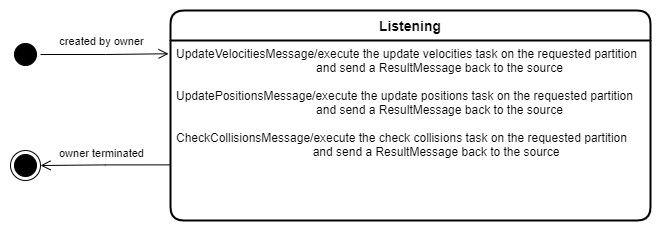 Listening
created by owner
UpdateVelocitiesMessage/execute the update velocities task on the requested partition
and send a ResultMessage back to the source
UpdatePositionsMessage/execute the update positions task on the requested partition
and send a ResultMessage back to the source
CheckCollisionsMessage/execute the check collisions task on the requested partition
and send a ResultMessage back to the source
owner terminated